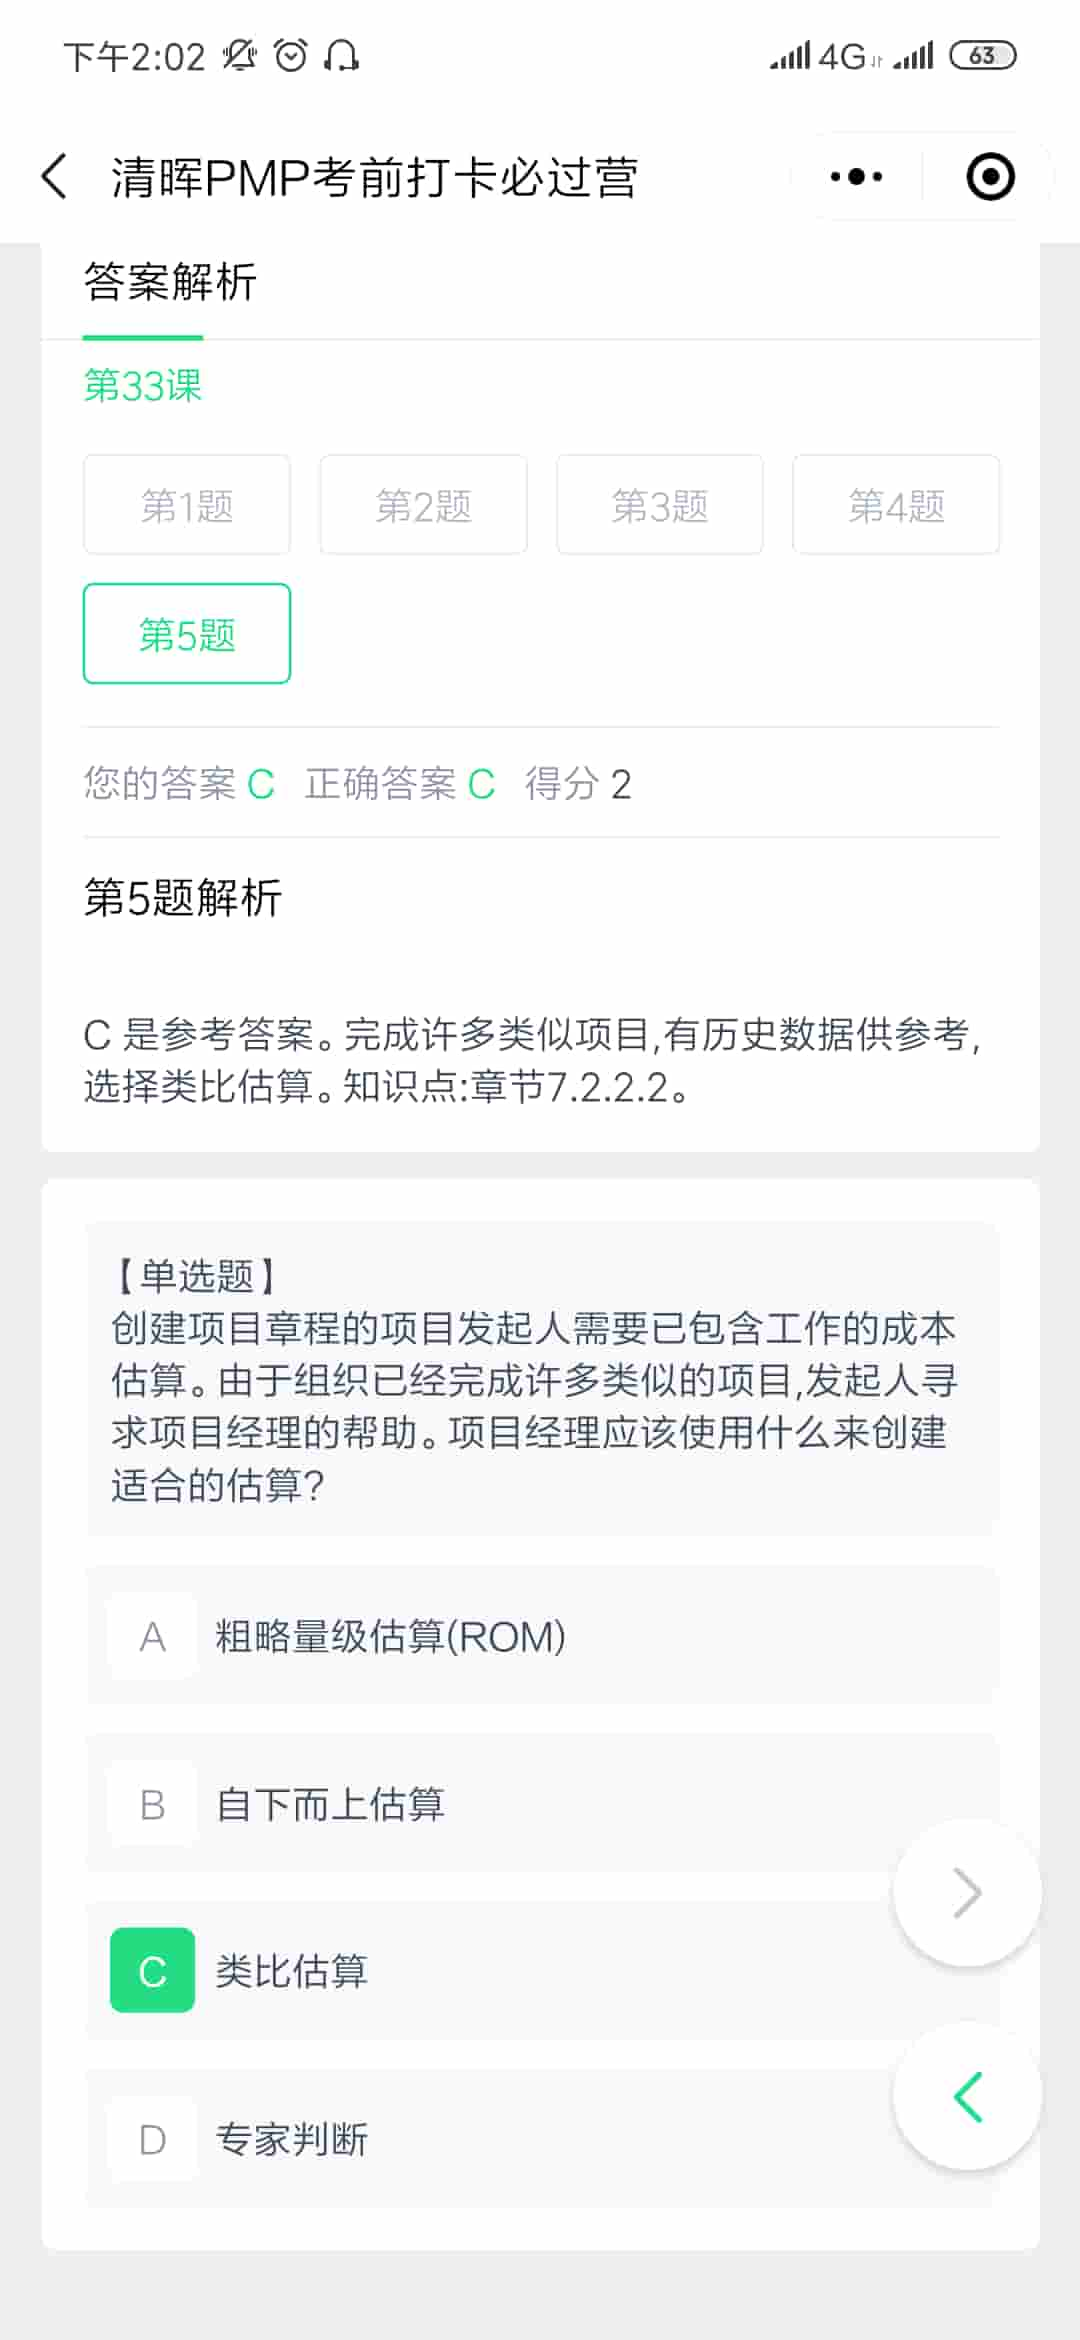 下午2:02 4G 63
清晖PMP考前打卡必过营
答案解析
第33课
第1题 第2题 第3题 第4题
第5题
您的答案 C 正确答案 C 得分 2
第5题解析
C 是参考答案。完成许多类似项目,有历史数据供参考,
选择类比估算。知识点:章节7.2.2.2。
【单选题】
创建项目章程的项目发起人需要已包含工作的成本
估算。由于组织已经完成许多类似的项目,发起人寻
求项目经理的帮助。项目经理应该使用什么来创建
适合的估算?
A 粗略量级估算(ROM)
B 自下而上估算
C 类比估算
D 专家判断